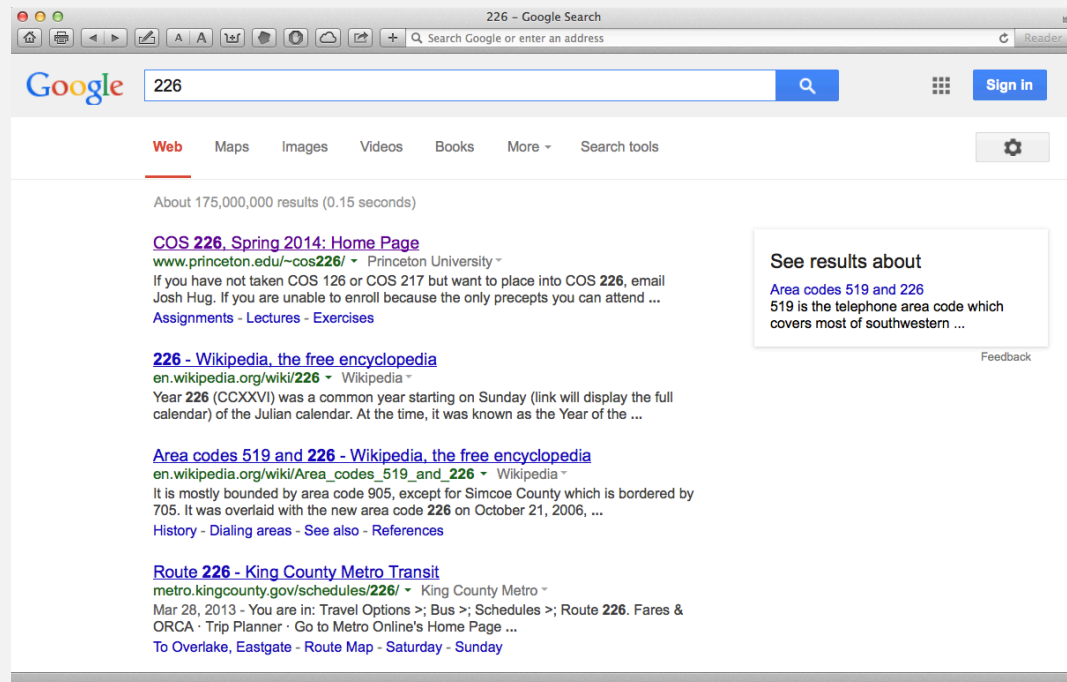 226 – Google Search
A A
+
Search Google or enter an address
Reader
Google
226
Sign in
Web Maps Images Videos Books More Search tools
About 175,000,000 results (0.15 seconds)
COS 226, Spring 2014: Home Page
www.princeton.edu/~cos226/ Princeton University
If you have not taken COS 126 or COS 217 but want to place into COS 226, email
Josh Hug. If you are unable to enroll because the only precepts you can attend ...
Assignments - Lectures - Exercises
226 - Wikipedia, the free encyclopedia
en.wikipedia.org/wiki/226 Wikipedia
Year 226 (CCXXVI) was a common year starting on Sunday (link will display the full
calendar) of the Julian calendar. At the time, it was known as the Year of the ...
Area codes 519 and 226 - Wikipedia, the free encyclopedia
en.wikipedia.org/wiki/Area_codes_519_and_226 Wikipedia
It is mostly bounded by area code 905, except for Simcoe County which is bordered by
705. It was overlaid with the new area code 226 on October 21, 2006, ...
History - Dialing areas - See also - References
Route 226 - King County Metro Transit
metro.kingcounty.gov/schedules/226/ King County Metro
Mar 28, 2013 - You are in: Travel Options >; Bus >; Schedules >; Route 226. Fares &
ORCA · Trip Planner · Go to Metro Online's Home Page ...
To Overlake, Eastgate - Route Map - Saturday - Sunday
See results about
Area codes 519 and 226
519 is the telephone area code which
covers most of southwestern ...
Feedback